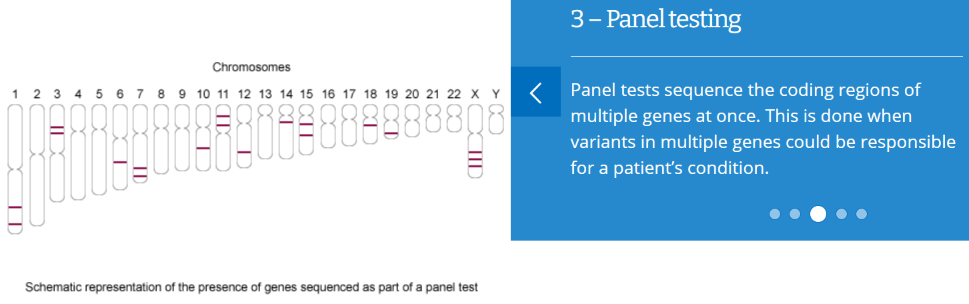 Chromosomes
1 2 3 4 5 6 7 8 9 10 11 12 13 14 15 16 17 18 19 20 21 22 X Y
Schematic representation of the presence of genes sequenced as part of a panel test
3 – Panel testing
Panel tests sequence the coding regions of
multiple genes at once. This is done when
variants in multiple genes could be responsible
for a patient’s condition.